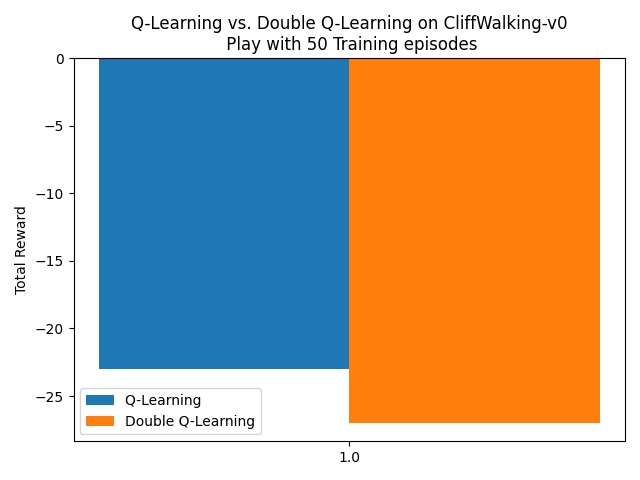 Q-Learning vs. Double Q-Learning on CliffWalking-v0
Play with 50 Training episodes
Total Reward
0
−5
−10
−15
−20
−25
Q-Learning
Double Q-Learning
1.0